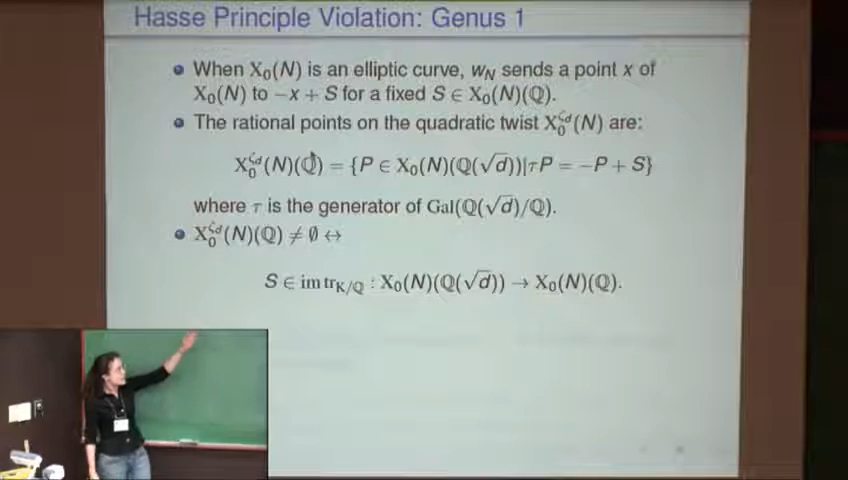 Hasse Principle Violation: Genus 1
When X₀(N) is an elliptic curve, w_N sends a point x of
X₀(N) to −x + S for a fixed S ∈ X₀(N)(ℚ).
The rational points on the quadratic twist X₀^{ζ_d}(N) are:
X₀^{ζ_d}(N)(ℚ) = {P ∈ X₀(N)(ℚ(√d))|τP = −P + S}
where τ is the generator of Gal(ℚ(√d)/ℚ).
X₀^{ζ_d}(N)(ℚ) ≠ ∅ ↔
S ∈ im tr_{K/ℚ} : X₀(N)(ℚ(√d)) → X₀(N)(ℚ).